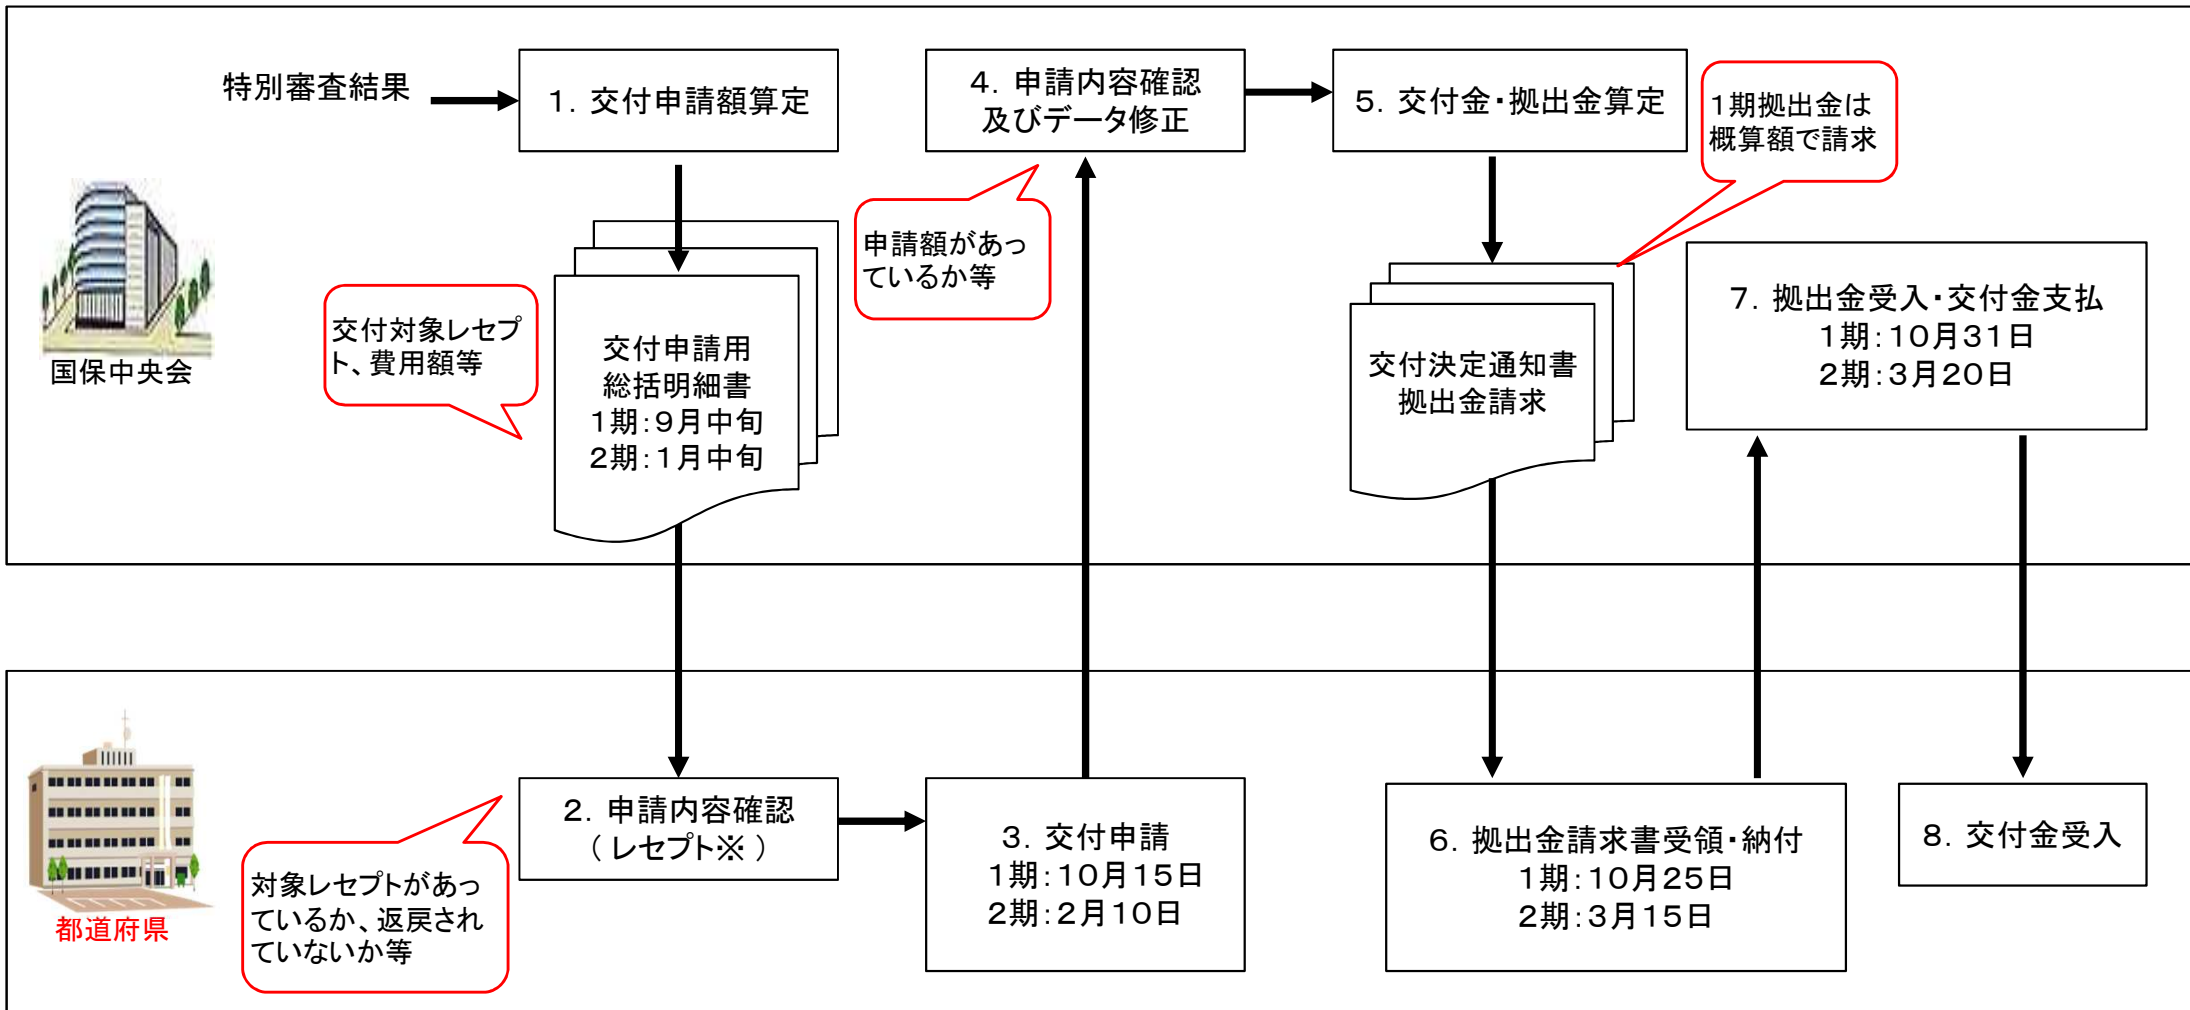 特別審査結果
1．交付申請額算定
4．申請内容確認
及びデータ修正
5．交付金・拠出金算定
1期拠出金は
概算額で請求
申請額があっ
ているか等
国保中央会
交付対象レセプ
ト、費用額等
交付申請用
総括明細書
1期：9月中旬
2期：1月中旬
交付決定通知書
拠出金請求
7．拠出金受入・交付金支払
1期：10月31日
2期：3月20日
都道府県
対象レセプトがあっ
ているか、返戻され
ていないか等
2．申請内容確認
（レセプト※）
3．交付申請
1期：10月15日
2期：2月10日
6．拠出金請求書受領・納付
1期：10月25日
2期：3月15日
8．交付金受入